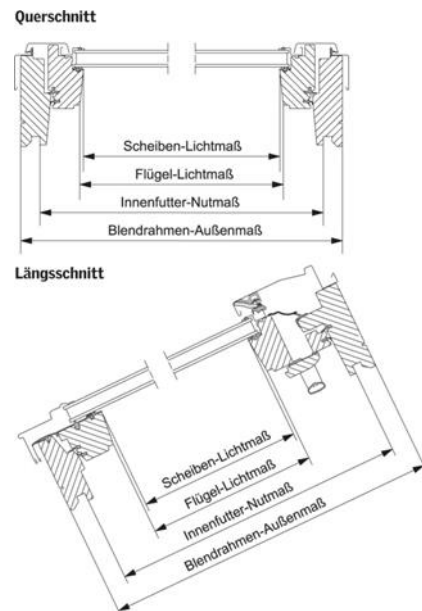 Querschnitt
Scheiben-Lichtmaß
Flügel-Lichtmaß
Innenfutter-Nutmaß
Blendrahmen-Außenmaß
Längsschnitt
Scheiben-Lichtmaß
Flügel-Lichtmaß
Innenfutter-Nutmaß
Blendrahmen-Außenmaß